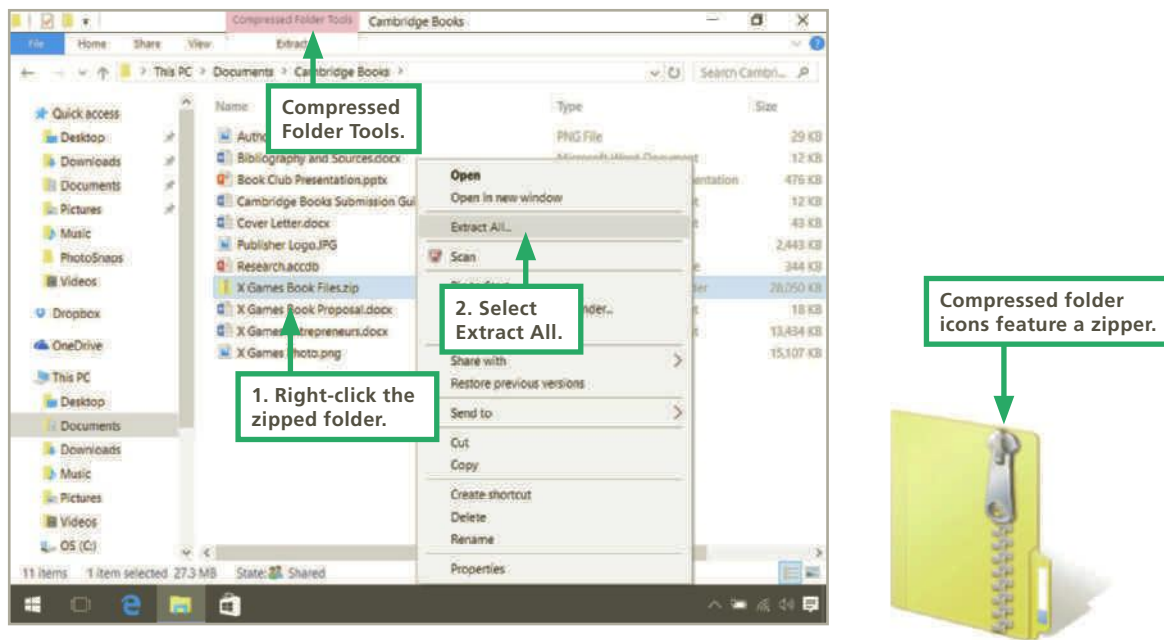 Compressed Folder Tools Cambridge Books
File Home Share View Extract
This PC > Documents > Cambridge Books >
Search Cambri...
Compressed
Folder Tools.
Name Type Size
Quick access
Desktop
Downloads
Documents
Pictures
Music
PhotoSnaps
Videos
Dropbox
OneDrive
This PC
Desktop
Documents
Downloads
Music
Pictures
Videos
OS (C:)
PNG File 29 KB
Bibliography and Sources.docx Microsoft Word Document 12 KB
Book Club Presentation.pptx 476 KB
Cambridge Books Submission Gui 12 KB
Cover Letter.docx 43 KB
Publisher Logo.JPG 2,443 KB
Research.accdb 344 KB
X Games Book Files.zip 28,050 KB
X Games Book Proposal.docx 18 KB
X Games Entrepreneurs.docx 13,434 KB
X Games Photo.png 15,107 KB
Open
Open in new window
Extract All...
Scan
Share with
Restore previous versions
Send to
Cut
Copy
Create shortcut
Delete
Rename
Properties
1. Right-click the
zipped folder.
2. Select
Extract All.
11 items 1 item selected 27.3 MB State: Shared
Compressed folder
icons feature a zipper.